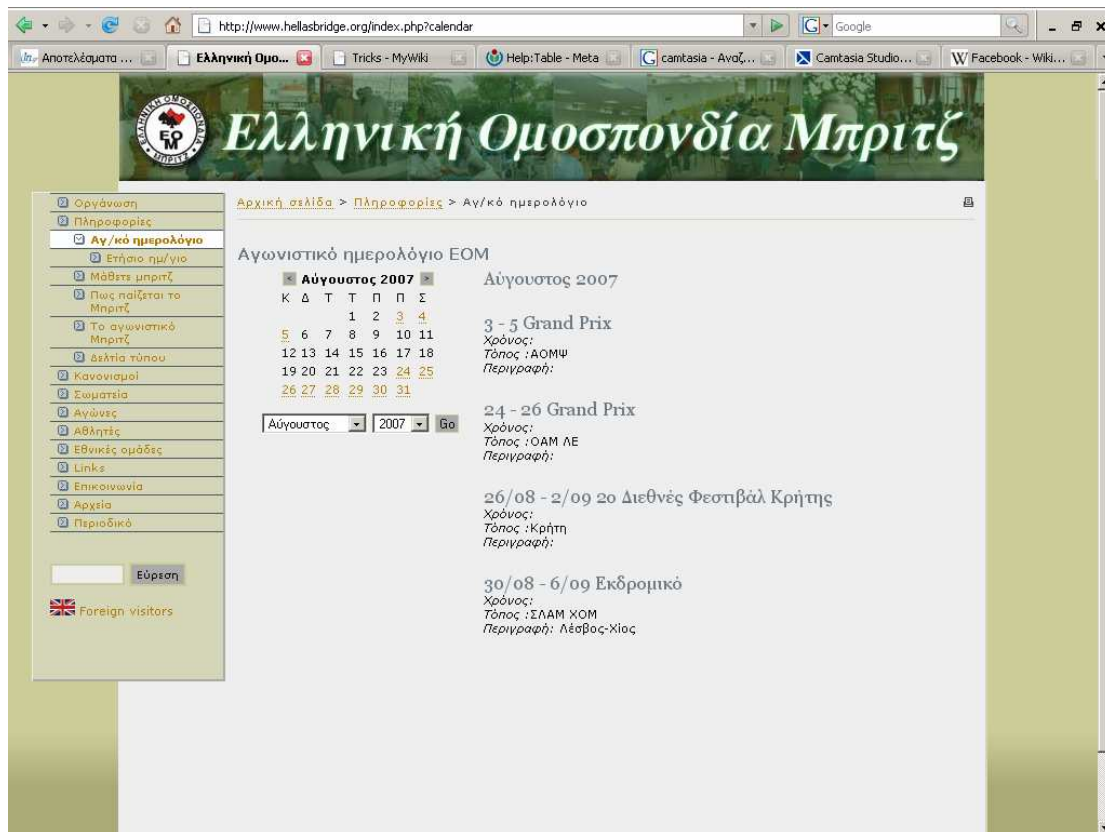 http://www.hellasbridge.org/index.php?calendar
Google
Αποτελέσματα ...
Ελληνική Ομο...
Tricks - MyWiki
Help:Table - Meta
camtasia - Αναζ...
Camtasia Studio...
Facebook - Wiki...
ΕΛΛΗΝΙΚΗ ΟΜΟΣΠΟΝΔΙΑ
ΜΠΡΙΤΖ
ΕΟΜ
Ελληνική Ομοσπονδία Μπριτζ
Οργάνωση
Πληροφορίες
Αγ/κό ημερολόγιο
Ετήσιο ημ/γιο
Μάθετε μπριτζ
Πως παίζεται το
Μπριτζ
Το αγωνιστικό
Μπριτζ
Δελτία τύπου
Κανονισμοί
Σωματεία
Αγώνες
Αθλητές
Εθνικές ομάδες
Links
Επικοινωνία
Αρχεία
Περιοδικό
Εύρεση
Foreign visitors
Αρχική σελίδα > Πληροφορίες > Αγ/κό ημερολόγιο
Αγωνιστικό ημερολόγιο ΕΟΜ
< Αύγουστος 2007 >
Κ Δ Τ Τ Π Π Σ
1 2 3 4
5 6 7 8 9 10 11
12 13 14 15 16 17 18
19 20 21 22 23 24 25
26 27 28 29 30 31
Αύγουστος 2007 Go
Αύγουστος 2007
3 - 5 Grand Prix
Χρόνος:
Τόπος :ΑΟΜΨ
Περιγραφή:
24 - 26 Grand Prix
Χρόνος:
Τόπος :ΟΑΜ ΛΕ
Περιγραφή:
26/08 - 2/09 2ο Διεθνές Φεστιβάλ Κρήτης
Χρόνος:
Τόπος :Κρήτη
Περιγραφή:
30/08 - 6/09 Εκδρομικό
Χρόνος:
Τόπος :ΣΛΑΜ ΧΟΜ
Περιγραφή: Λέσβος-Χίος